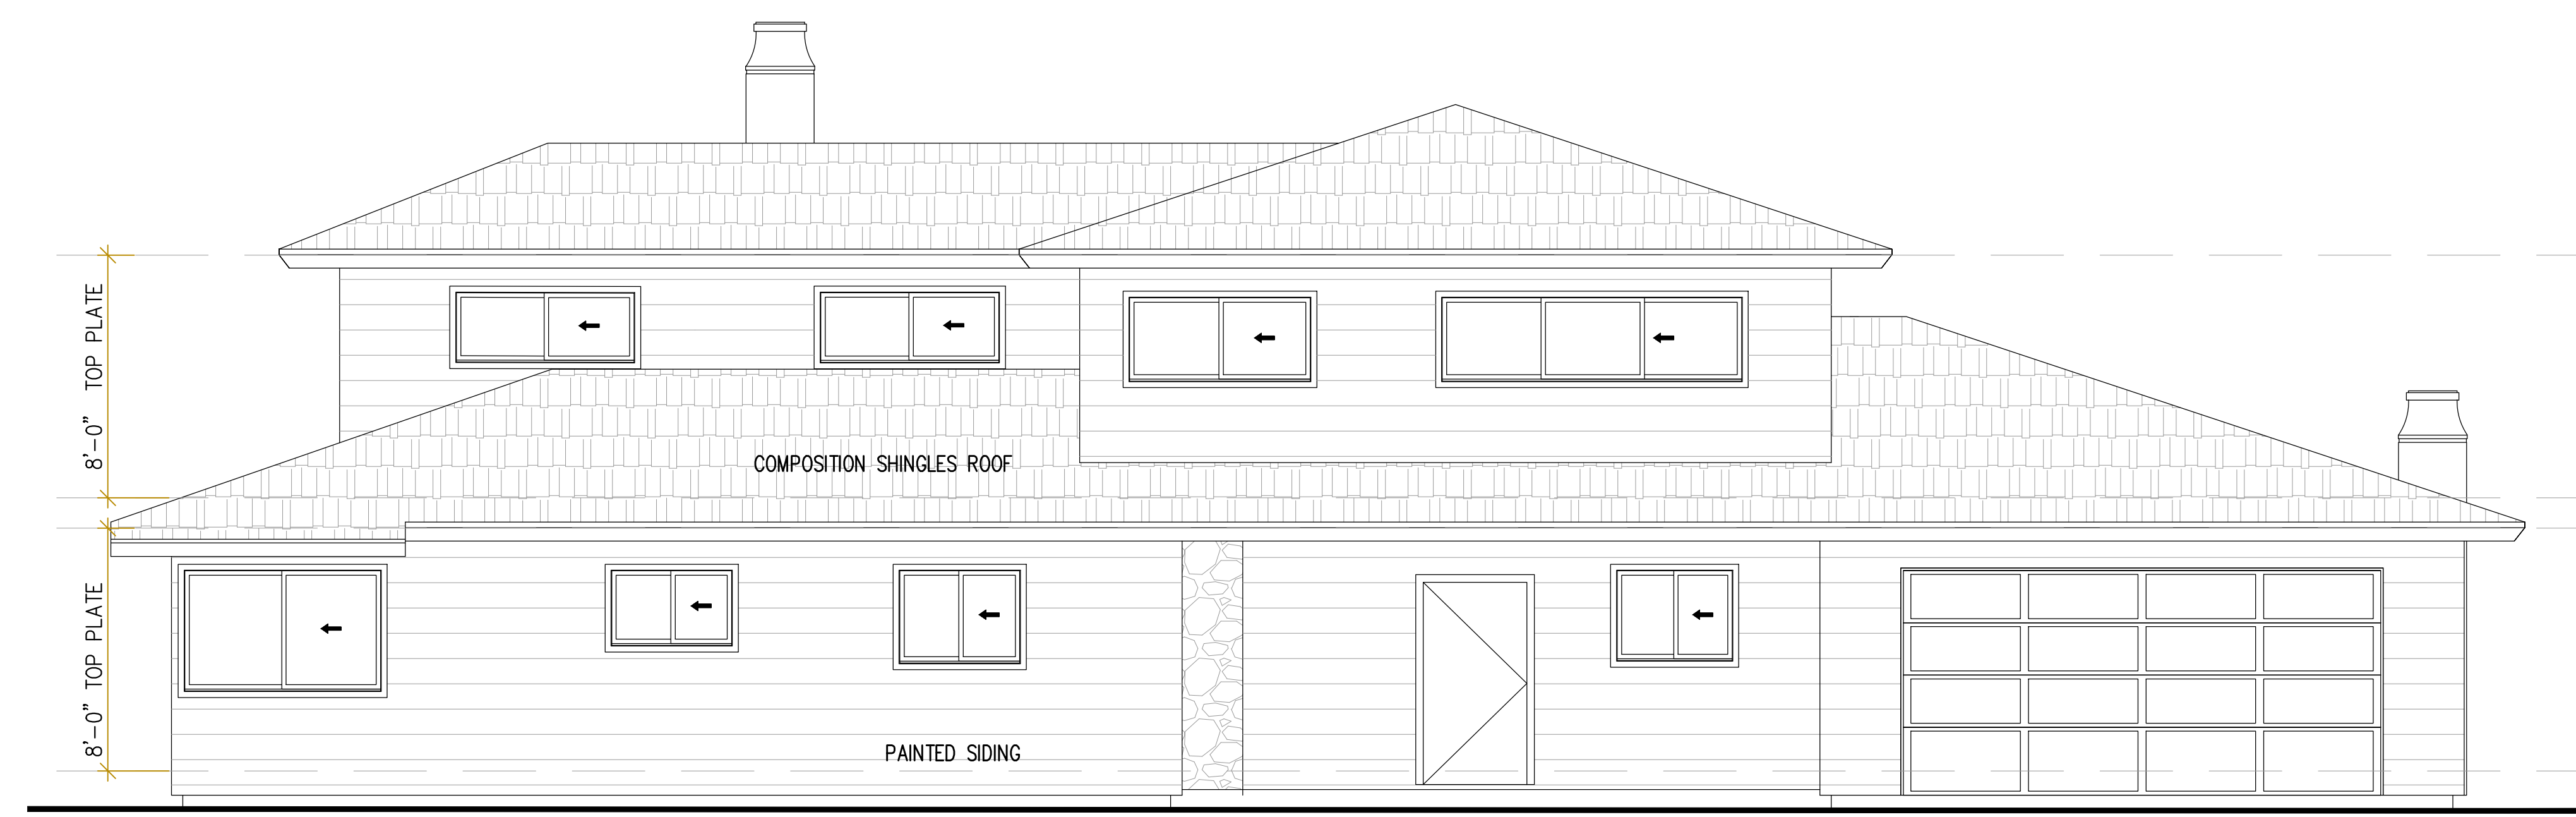 8'-0" TOP PLATE
COMPOSITION SHINGLES ROOF
8'-0" TOP PLATE
PAINTED SIDING